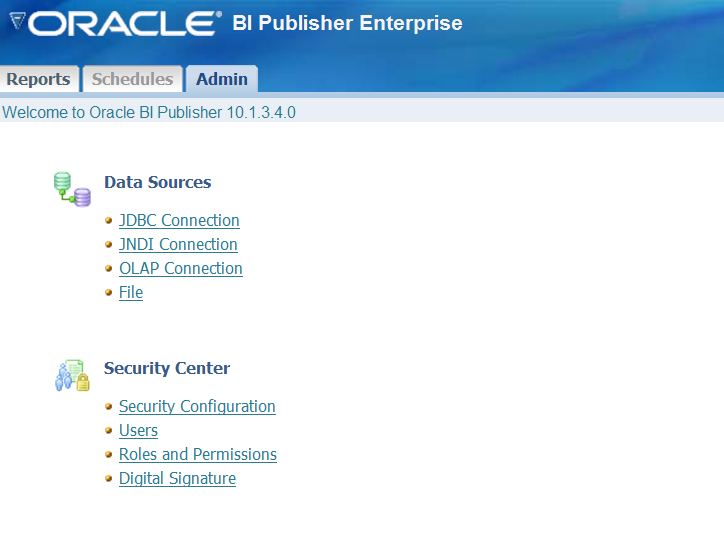 ORACLE® BI Publisher Enterprise
Reports Schedules Admin
Welcome to Oracle BI Publisher 10.1.3.4.0
Data Sources
JDBC Connection
JNDI Connection
OLAP Connection
File
Security Center
Security Configuration
Users
Roles and Permissions
Digital Signature